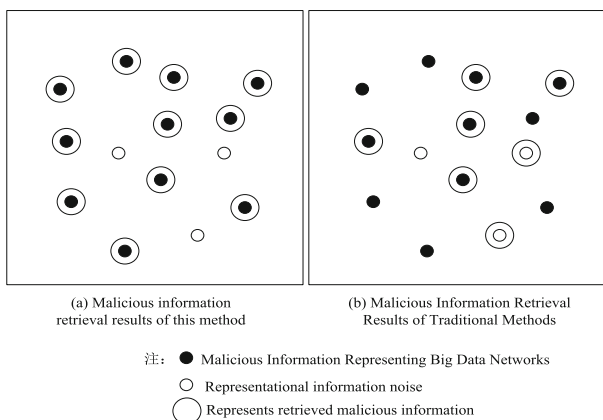 (a) Malicious information
retrieval results of this method
(b) Malicious Information Retrieval
Results of Traditional Methods
注： Malicious Information Representing Big Data Networks
Representational information noise
Represents retrieved malicious information